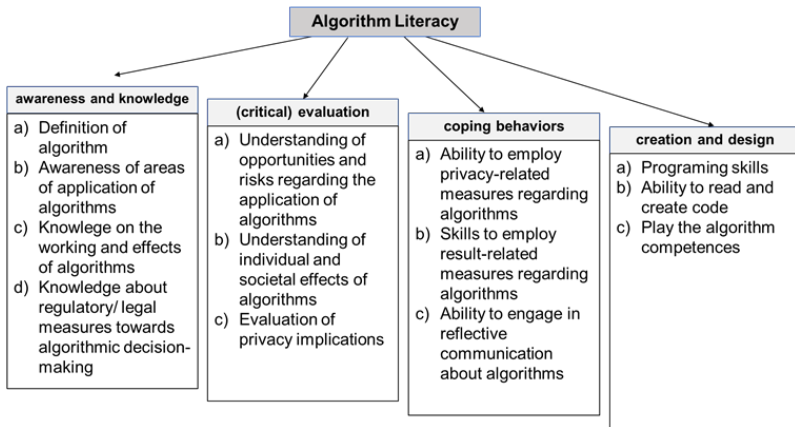 Algorithm Literacy
awareness and knowledge
a) Definition of
algorithm
b) Awareness of areas
of application of
algorithms
c) Knowlege on the
working and effects
of algorithms
d) Knowledge about
regulatory/ legal
measures towards
algorithmic decision-
making
(critical) evaluation
a) Understanding of
opportunities and
risks regarding the
application of
algorithms
b) Understanding of
individual and
societal effects of
algorithms
c) Evaluation of
privacy implications
coping behaviors
a) Ability to employ
privacy-related
measures regarding
algorithms
b) Skills to employ
result-related
measures regarding
algorithms
c) Ability to engage in
reflective
communication
about algorithms
creation and design
a) Programing skills
b) Ability to read and
create code
c) Play the algorithm
competences